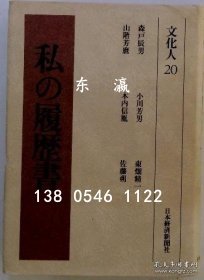 文化人 20
森戸辰男
小川芳男
東畑精一
山階芳麿
木内信胤
佐藤朔
私の履歴書
日本経済新聞社
东 瀛
138 0546 1122